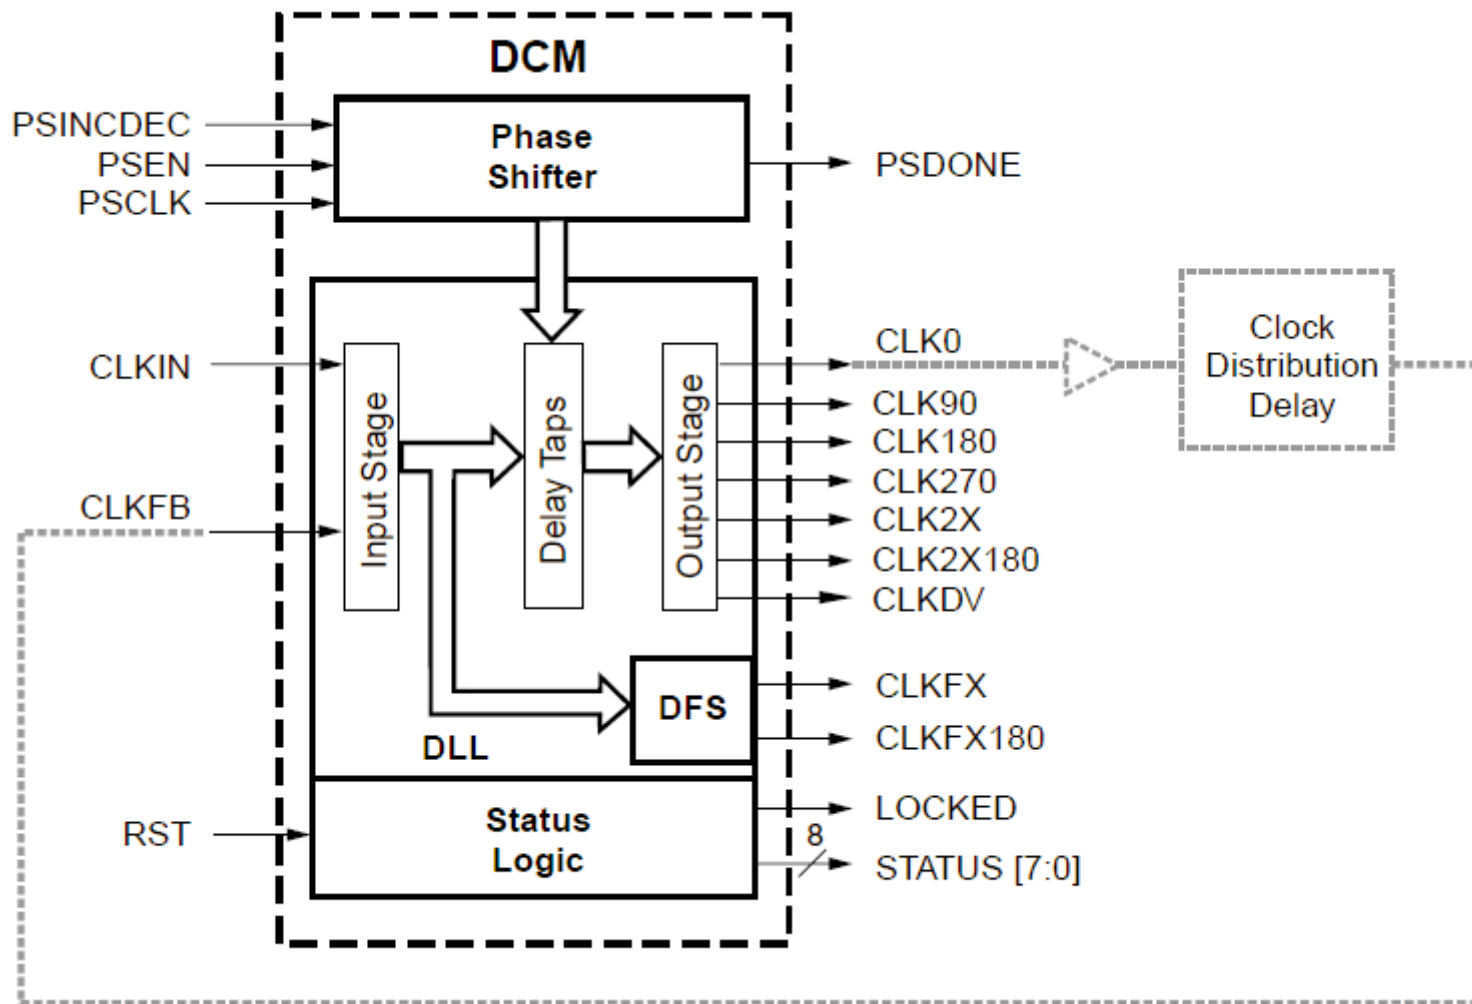 DCM
PSINCDEC
PSEN
PSCLK
Phase
Shifter
PSDONE
CLKIN
CLKFB
Input Stage
Delay Taps
Output Stage
CLK0
CLK90
CLK180
CLK270
CLK2X
CLK2X180
CLKDV
Clock
Distribution
Delay
DFS
CLKFX
CLKFX180
DLL
RST
Status
Logic
LOCKED
8
STATUS [7:0]